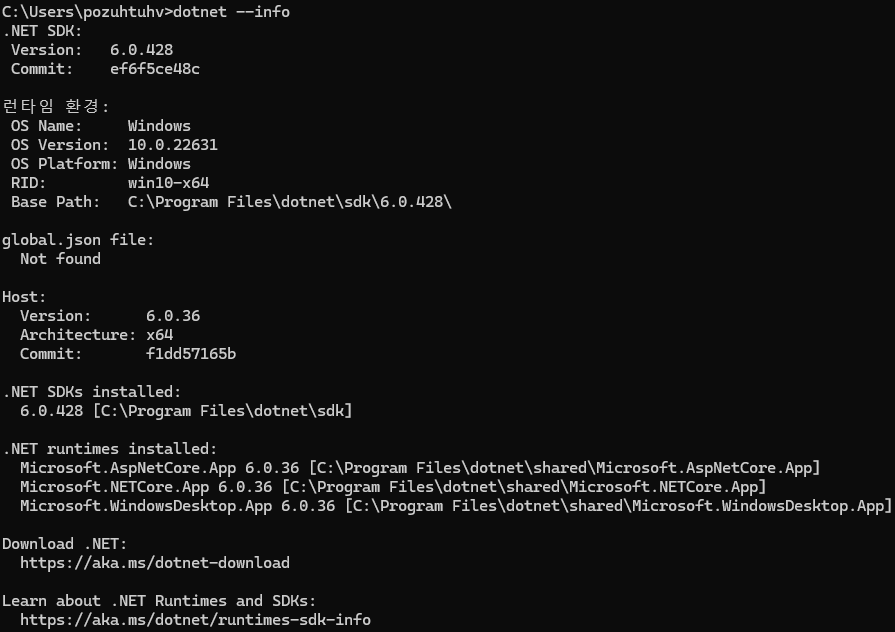 C:\Users\pozuhtuhv>dotnet --info
.NET SDK:
 Version:   6.0.428
 Commit:    ef6f5ce48c

런타임 환경:
 OS Name:     Windows
 OS Version:  10.0.22631
 OS Platform: Windows
 RID:         win10-x64
 Base Path:   C:\Program Files\dotnet\sdk\6.0.428\

global.json file:
  Not found

Host:
  Version:      6.0.36
  Architecture: x64
  Commit:       f1dd57165b

.NET SDKs installed:
  6.0.428 [C:\Program Files\dotnet\sdk]

.NET runtimes installed:
  Microsoft.AspNetCore.App 6.0.36 [C:\Program Files\dotnet\shared\Microsoft.AspNetCore.App]
  Microsoft.NETCore.App 6.0.36 [C:\Program Files\dotnet\shared\Microsoft.NETCore.App]
  Microsoft.WindowsDesktop.App 6.0.36 [C:\Program Files\dotnet\shared\Microsoft.WindowsDesktop.App]

Download .NET:
  https://aka.ms/dotnet-download

Learn about .NET Runtimes and SDKs:
  https://aka.ms/dotnet/runtimes-sdk-info